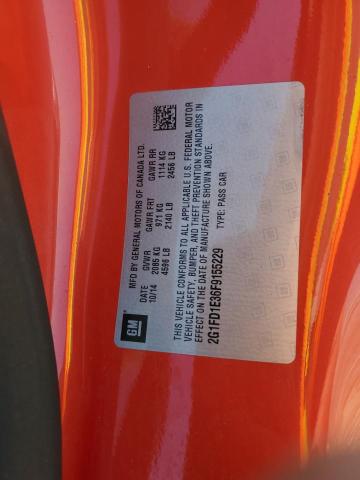 GM
MFD BY GENERAL MOTORS OF CANADA LTD.
DATE GVWR GAWR FRT GAWR RR
10/14 2085 KG 971 KG 1114 KG
4596 LB 2140 LB 2456 LB
THIS VEHICLE CONFORMS TO ALL APPLICABLE U.S. FEDERAL MOTOR
VEHICLE SAFETY, BUMPER, AND THEFT PREVENTION STANDARDS IN
EFFECT ON THE DATE OF MANUFACTURE SHOWN ABOVE.
2G1FD1E36F9155229 TYPE: PASS CAR